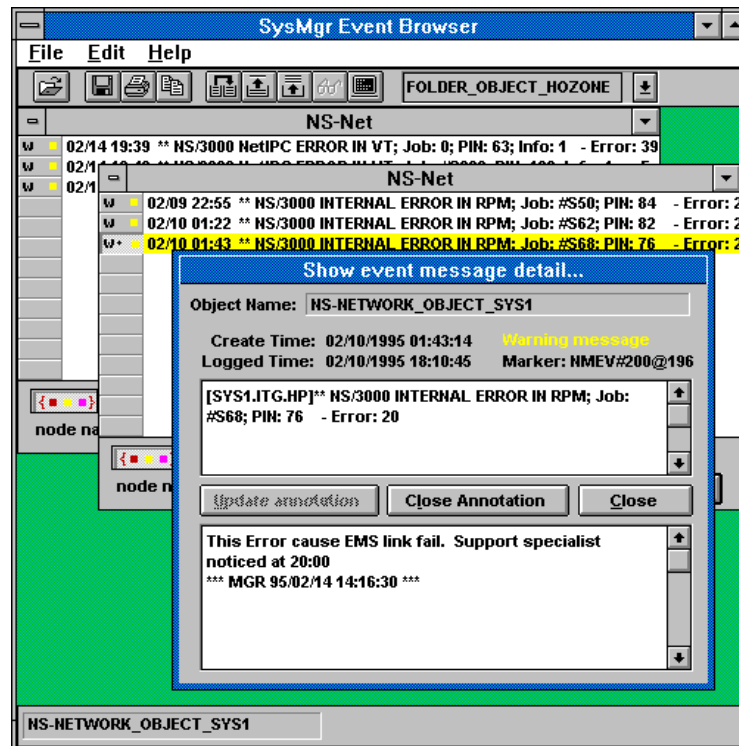 SysMgr Event Browser
File Edit Help
FOLDER_OBJECT_HOZONE
NS-Net
W 02/14 19:39 ** NS/3000 NetIPC ERROR IN VT; Job: 0; PIN: 63; Info: 1 - Error: 39
W 02/1
W 02/1
NS-Net
W 02/09 22:55 ** NS/3000 INTERNAL ERROR IN RPM; Job: #S50; PIN: 84 - Error: 2
W 02/10 01:22 ** NS/3000 INTERNAL ERROR IN RPM; Job: #S62; PIN: 82 - Error: 2
W+ 02/10 01:43 ** NS/3000 INTERNAL ERROR IN RPM; Job: #S68; PIN: 76 - Error: 2
Show event message detail...
Object Name: NS-NETWORK_OBJECT_SYS1
Create Time: 02/10/1995 01:43:14 Warning message
Logged Time: 02/10/1995 18:10:45 Marker: NMEV#200@196
[SYS1.ITG.HP]** NS/3000 INTERNAL ERROR IN RPM; Job:
#S68; PIN: 76 - Error: 20
node na
node n
Update annotation Close Annotation Close
This Error cause EMS link fail. Support specialist
noticed at 20:00
*** MGR 95/02/14 14:16:30 ***
NS-NETWORK_OBJECT_SYS1